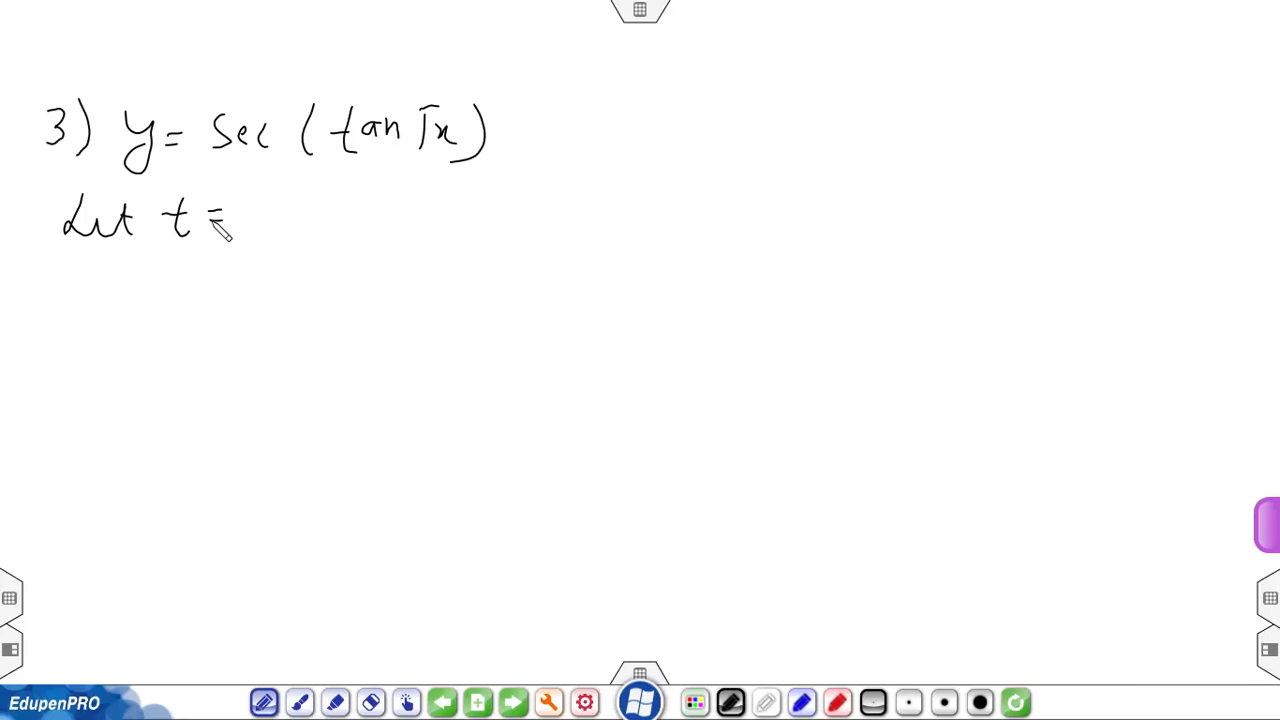 3) y = Sec (tan √x)
Let t =
EdupenPRO